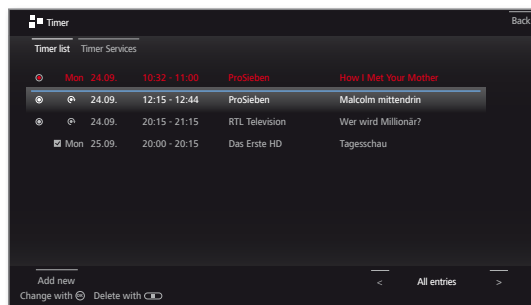 Timer
Back
Timer list Timer Services
Mon 24.09. 10:32 - 11:00 ProSieben How I Met Your Mother
24.09. 12:15 - 12:44 ProSieben Malcolm mittendrin
24.09. 20:15 - 21:15 RTL Television Wer wird Millionär?
Mon 25.09. 20:00 - 20:15 Das Erste HD Tagesschau
Add new < All entries >
Change with OK Delete with